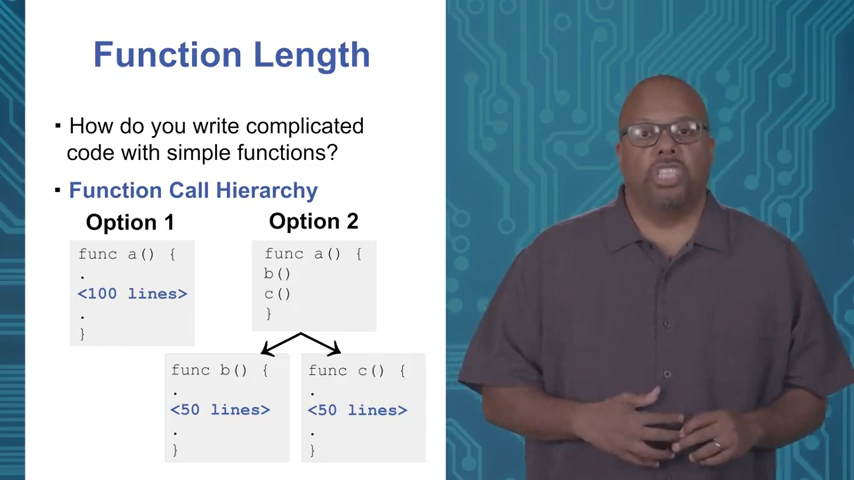 Function Length
▪ How do you write complicated
code with simple functions?
▪ Function Call Hierarchy
Option 1
func a() {
.
<100 lines>
.
}
Option 2
func a() {
b()
c()
}
func b() {
.
<50 lines>
.
}
func c() {
.
<50 lines>
.
}